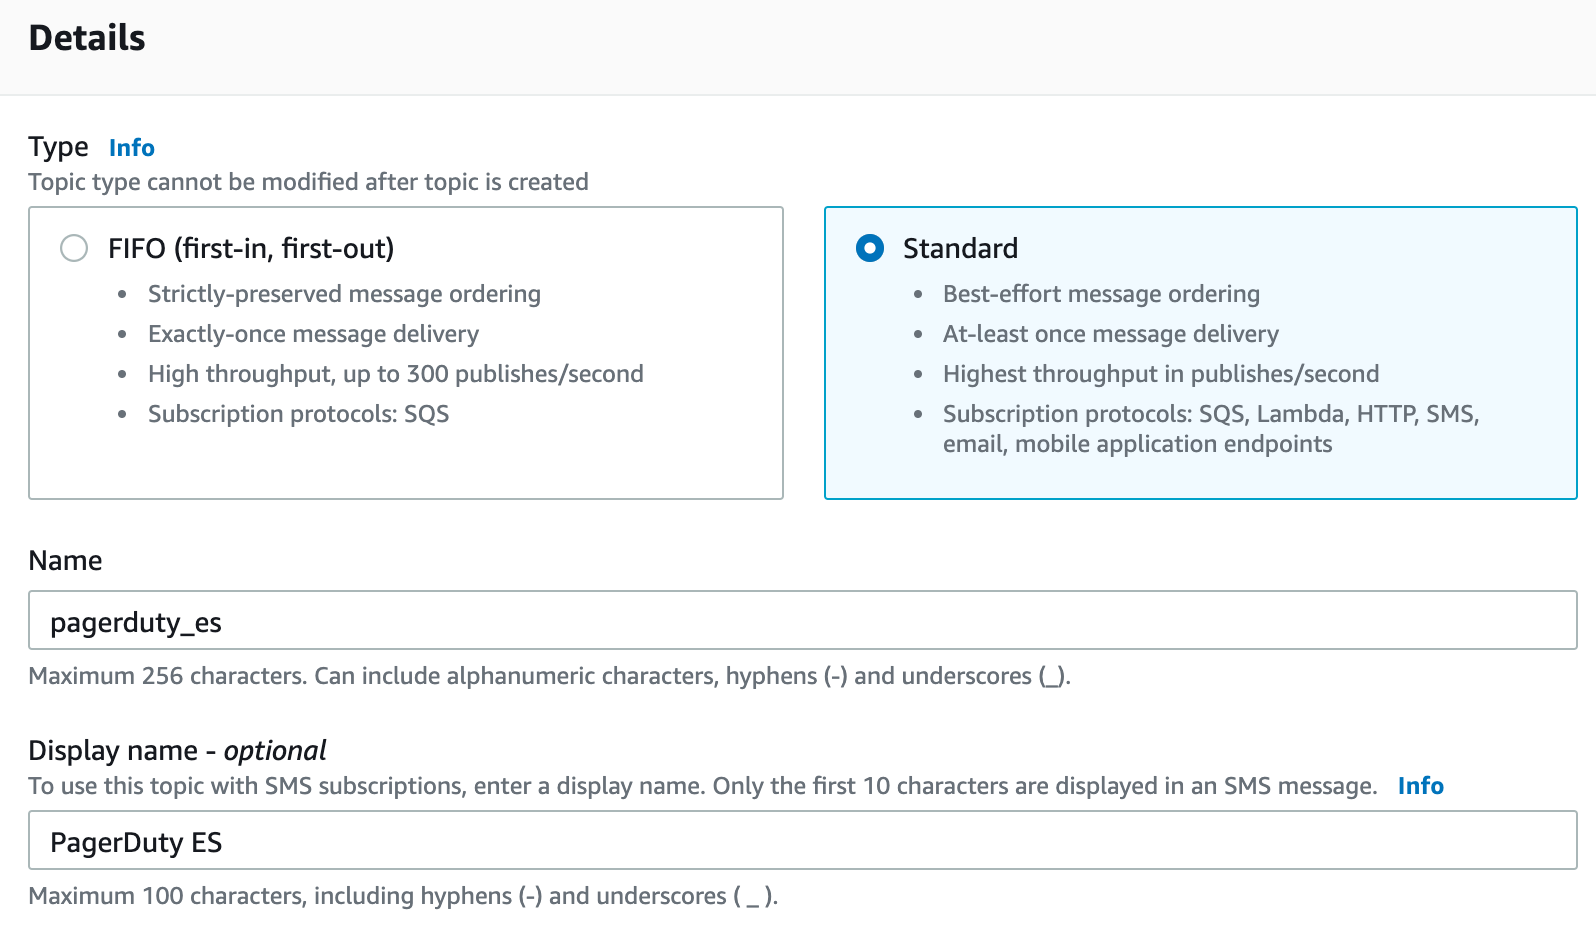 Details
Type Info
Topic type cannot be modified after topic is created
FIFO (first-in, first-out)
• Strictly-preserved message ordering
• Exactly-once message delivery
• High throughput, up to 300 publishes/second
• Subscription protocols: SQS
Standard
• Best-effort message ordering
• At-least once message delivery
• Highest throughput in publishes/second
• Subscription protocols: SQS, Lambda, HTTP, SMS,
email, mobile application endpoints
Name
pagerduty_es
Maximum 256 characters. Can include alphanumeric characters, hyphens (-) and underscores (_).
Display name - optional
To use this topic with SMS subscriptions, enter a display name. Only the first 10 characters are displayed in an SMS message. Info
PagerDuty ES
Maximum 100 characters, including hyphens (-) and underscores ( _ ).